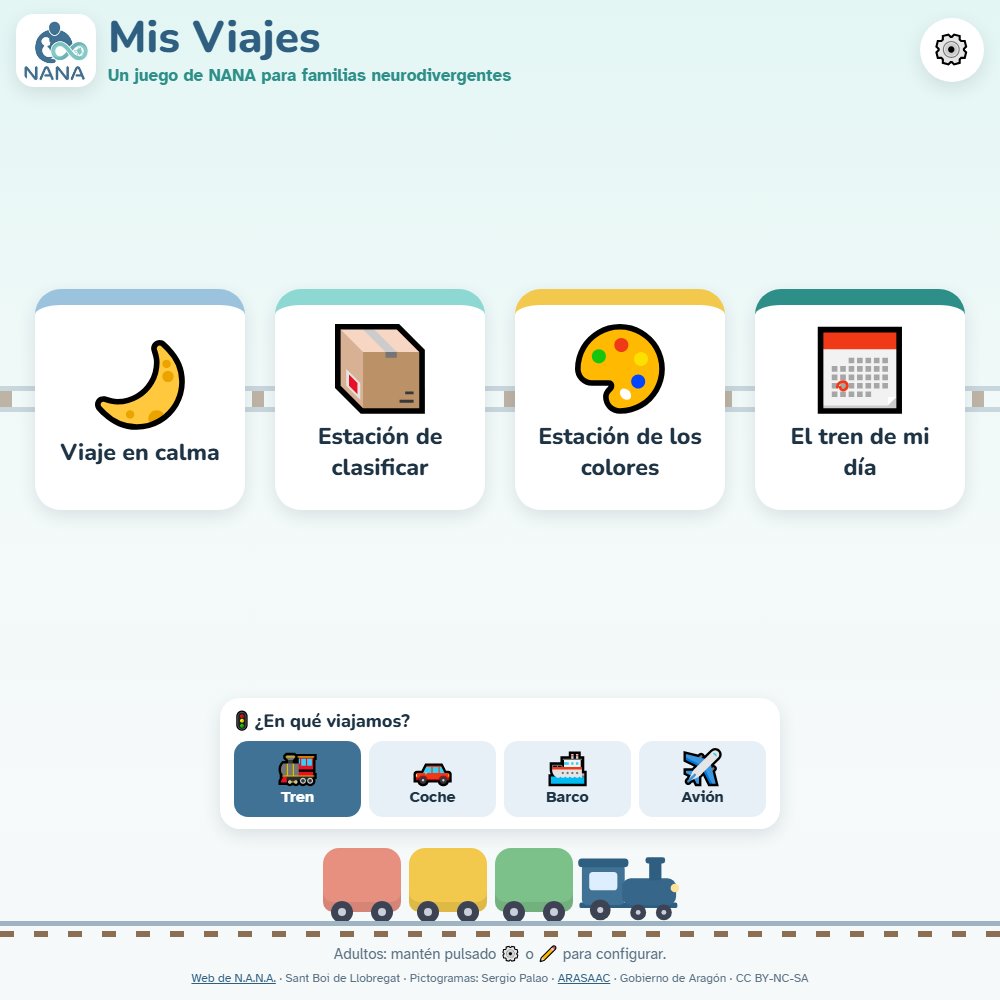 NANA
Mis Viajes
Un juego de NANA para familias neurodivergentes
Viaje en calma
Estación de
clasificar
Estación de los
colores
El tren de mi
día
¿En qué viajamos?
Tren
Coche
Barco
Avión
Adultos: mantén pulsado o para configurar.
Web de N.A.N.A. · Sant Boi de Llobregat · Pictogramas: Sergio Palao · ARASAAC · Gobierno de Aragón · CC BY-NC-SA